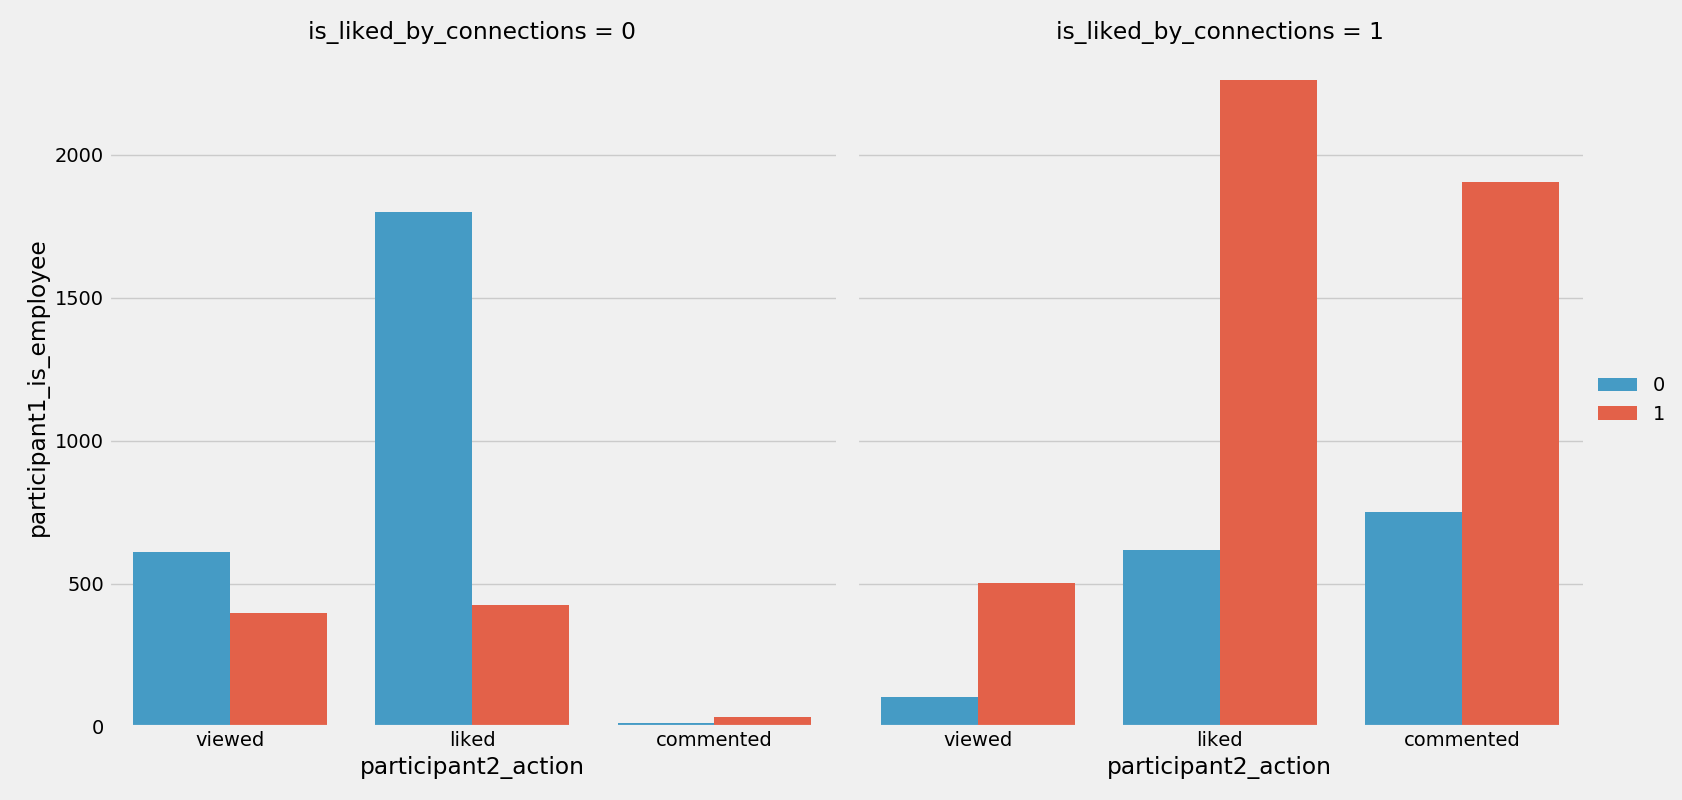 is_liked_by_connections = 0
is_liked_by_connections = 1
participant1_is_employee
2000
1500
1000
500
0
viewed
liked
commented
viewed
liked
commented
participant2_action
participant2_action
0
1